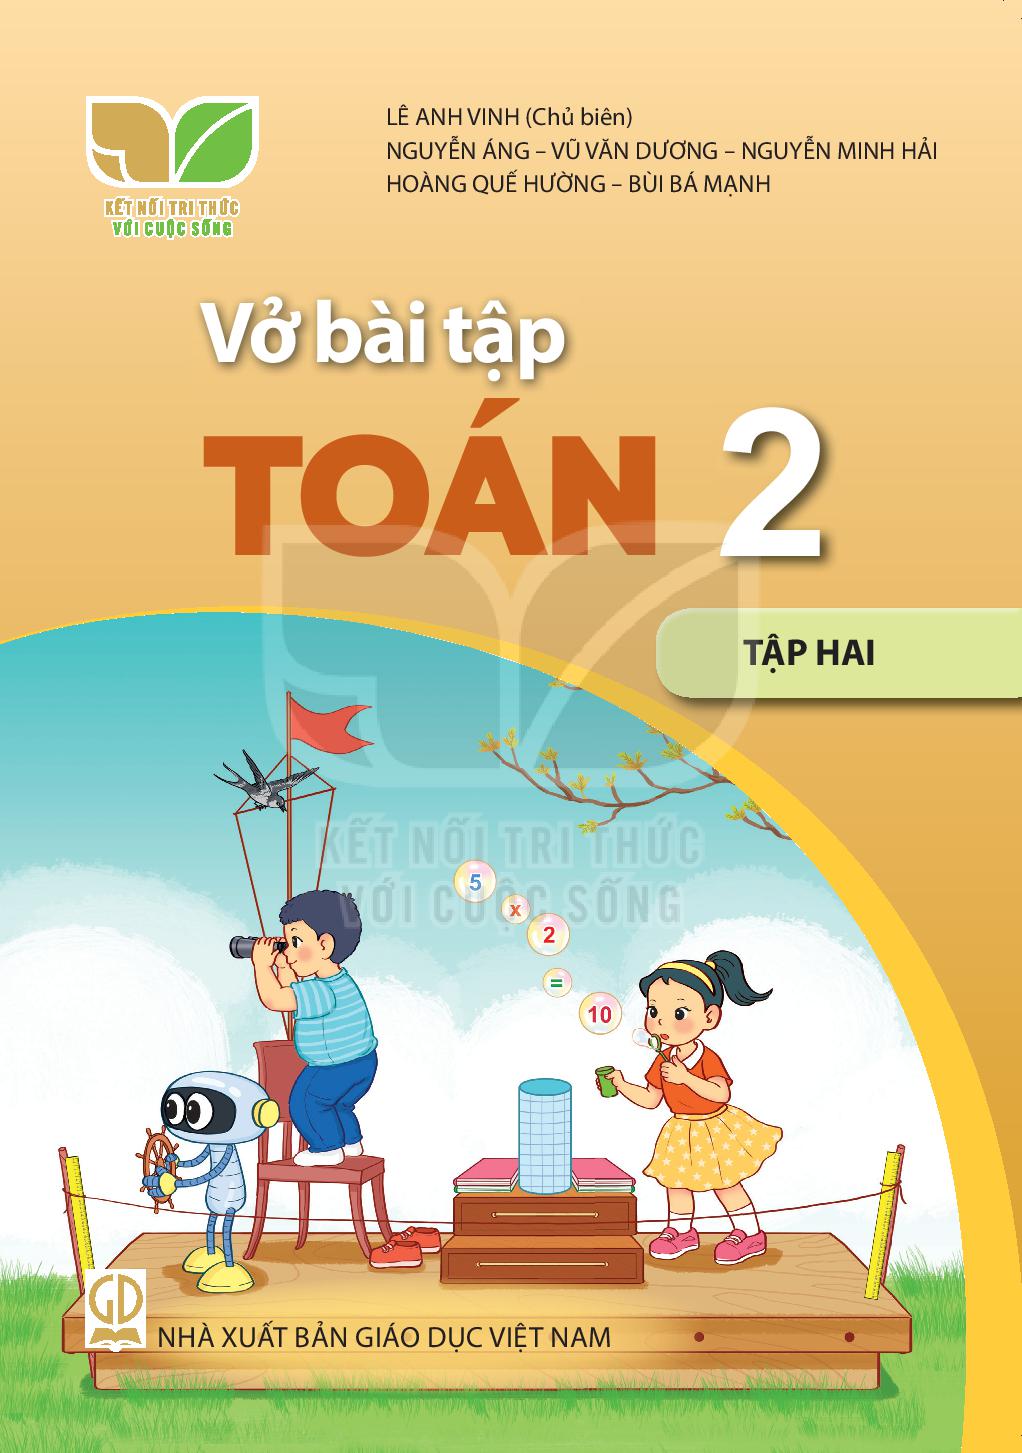 LÊ ANH VINH (Chủ biên)
NGUYỄN ÁNG – VŨ VĂN DƯƠNG – NGUYỄN MINH HẢI
HOÀNG QUẾ HƯỜNG – BÙI BÁ MẠNH
KẾT NỐI TRI THỨC
VỚI CUỘC SỐNG
Vở bài tập
TOÁN 2
TẬP HAI
KẾT NỐI TRI THỨC
VỚI CUỘC SỐNG
5
x
2
=
10
GD
NHÀ XUẤT BẢN GIÁO DỤC VIỆT NAM